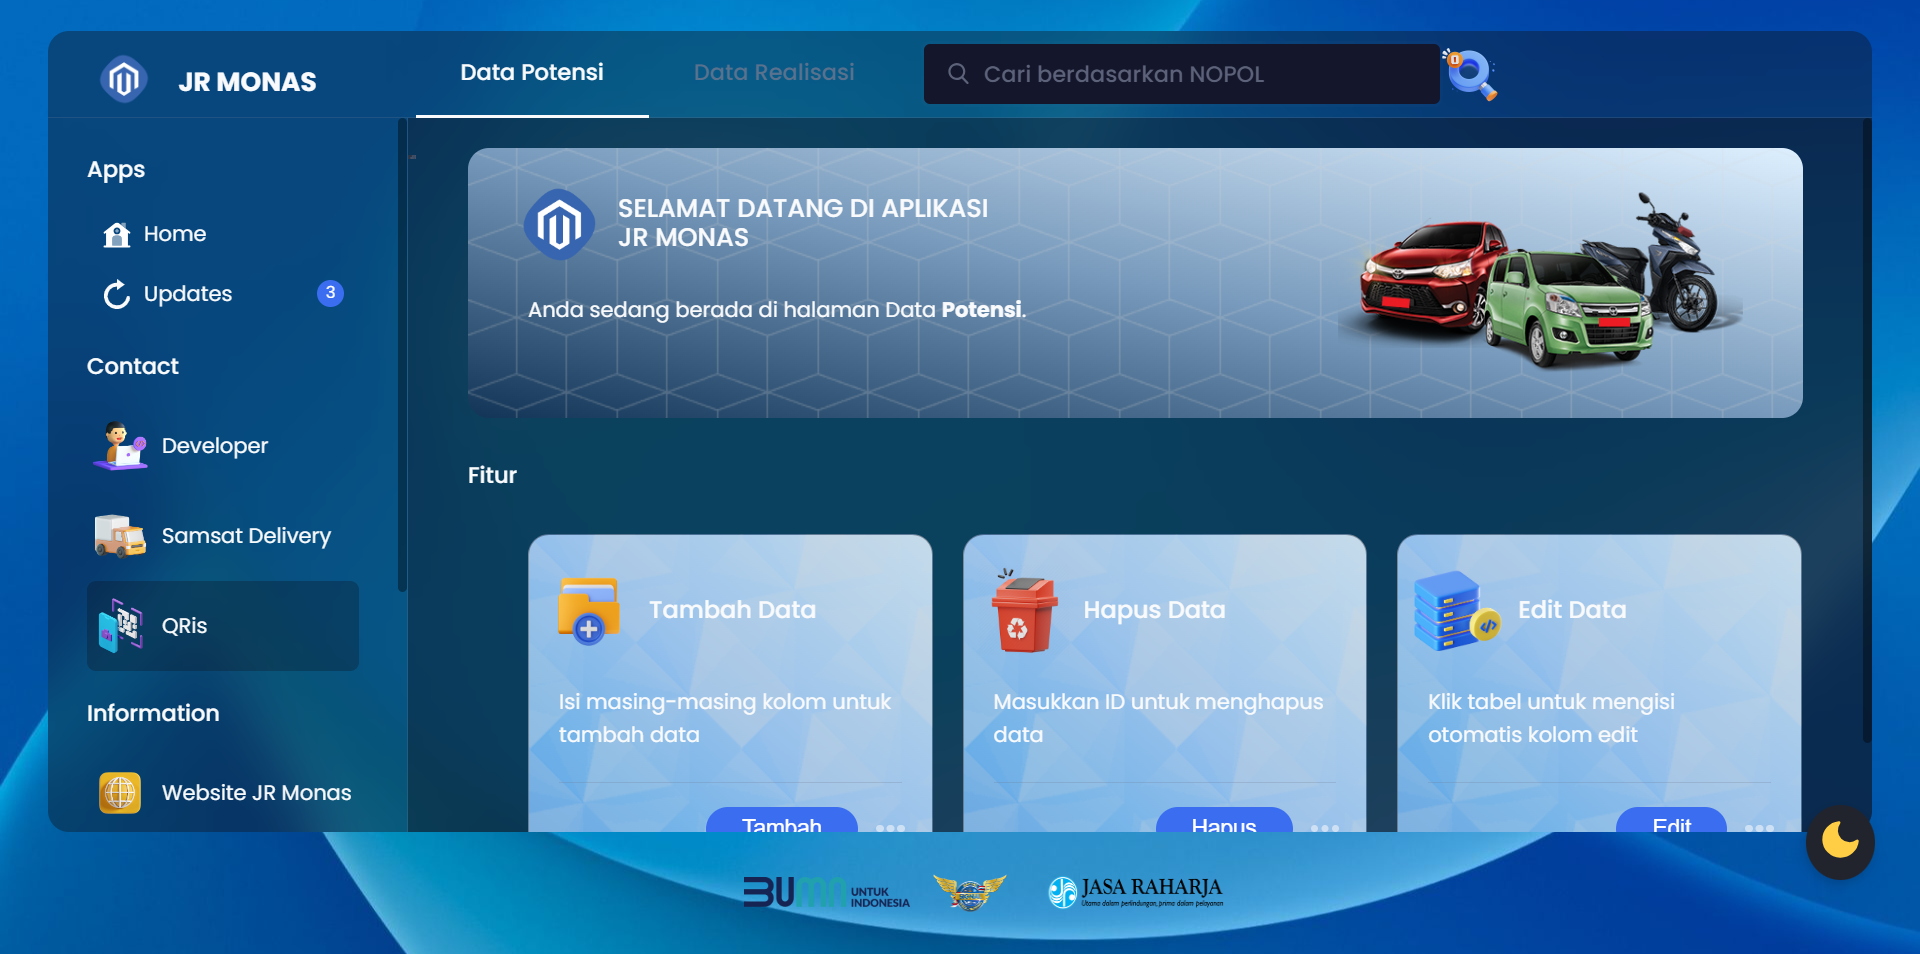 JR MONAS
Data Potensi
Data Realisasi
Cari berdasarkan NOPOL
Apps
Home
Updates
3
Contact
Developer
Samsat Delivery
QRis
Information
Website JR Monas
SELAMAT DATANG DI APLIKASI
JR MONAS
Anda sedang berada di halaman Data Potensi.
Fitur
Tambah Data
Isi masing-masing kolom untuk
tambah data
Tambah
Hapus Data
Masukkan ID untuk menghapus
data
Hapus
Edit Data
Klik tabel untuk mengisi
otomatis kolom edit
Edit
BUMN
UNTUK
INDONESIA
JASA RAHARJA
Utama dalam perlindungan, prima dalam pelayanan